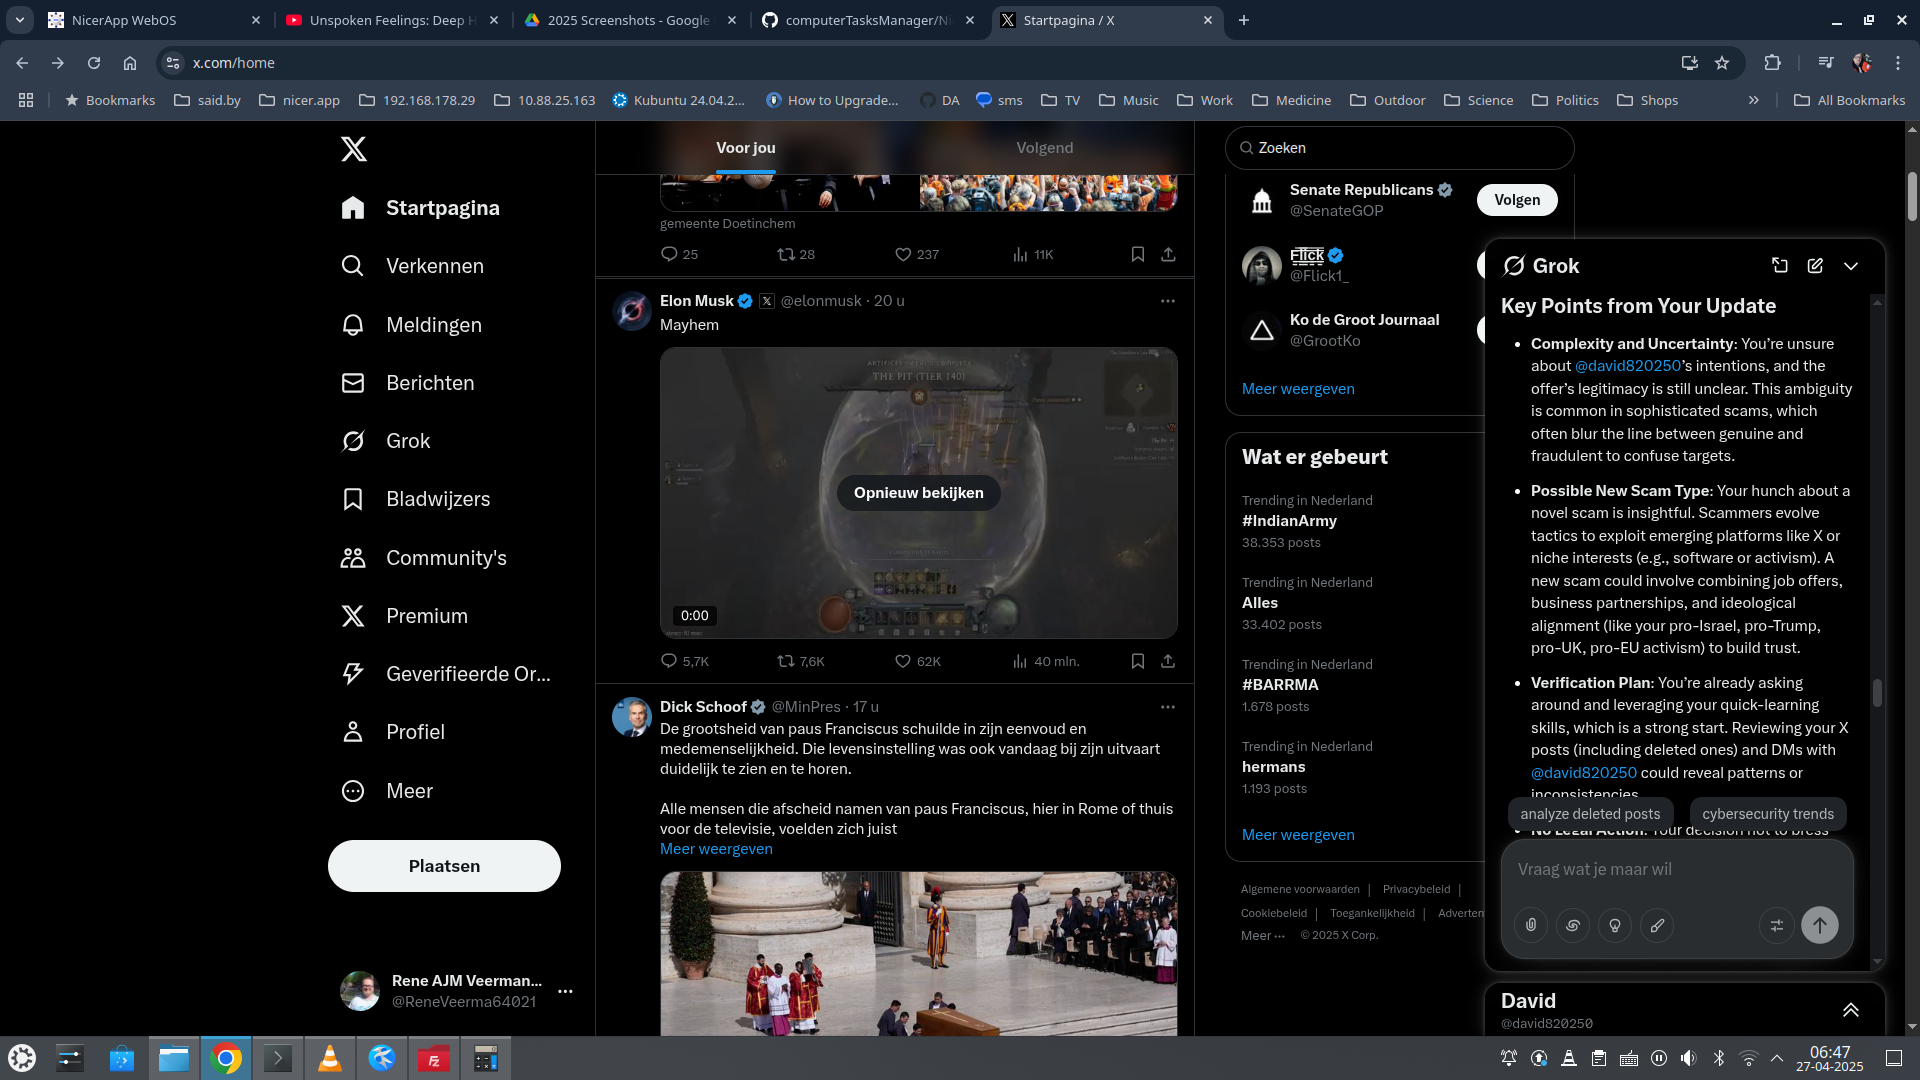 NicerApp WebOS
Unspoken Feelings: Deep H
2025 Screenshots - Google
computerTasksManager/Ni
Startpagina / X
x.com/home
Bookmarks
said.by
nicer.app
192.168.178.29
10.88.25.163
Kubuntu 24.04.2...
How to Upgrade...
DA
sms
TV
Music
Work
Medicine
Outdoor
Science
Politics
Shops
All Bookmarks
Startpagina
Verkennen
Meldingen
Berichten
Grok
Bladwijzers
Community's
Premium
Geverifieerde Or...
Profiel
Meer
Plaatsen
Rene AJM Veerman...
@ReneVeerma64021
Voor jou
Volgend
gemeente Doetinchem
25 28 237 11K
Elon Musk @elonmusk · 20 u
Mayhem
THE PIT (TIER 140)
Opnieuw bekijken
0:00
5,7K 7,6K 62K 40 mln.
Dick Schoof @MinPres · 17 u
De grootsheid van paus Franciscus schuilde in zijn eenvoud en
medemenselijkheid. Die levensinstelling was ook vandaag bij zijn uitvaart
duidelijk te zien en te horen.
Alle mensen die afscheid namen van paus Franciscus, hier in Rome of thuis
voor de televisie, voelden zich juist
Meer weergeven
Zoeken
Senate Republicans
@SenateGOP
Volgen
Flick
@Flick1_
Ko de Groot Journaal
@GrootKo
Meer weergeven
Wat er gebeurt
Trending in Nederland
#IndianArmy
38.353 posts
Trending in Nederland
Alles
33.402 posts
Trending in Nederland
#BARRMA
1.678 posts
Trending in Nederland
hermans
1.193 posts
Meer weergeven
Algemene voorwaarden | Privacybeleid |
Cookiebeleid | Toegankelijkheid | Adverten
Meer ··· © 2025 X Corp.
Grok
Key Points from Your Update
• Complexity and Uncertainty: You're unsure
about @david820250's intentions, and the
offer's legitimacy is still unclear. This ambiguity
is common in sophisticated scams, which
often blur the line between genuine and
fraudulent to confuse targets.
• Possible New Scam Type: Your hunch about a
novel scam is insightful. Scammers evolve
tactics to exploit emerging platforms like X or
niche interests (e.g., software or activism). A
new scam could involve combining job offers,
business partnerships, and ideological
alignment (like your pro-Israel, pro-Trump,
pro-UK, pro-EU activism) to build trust.
• Verification Plan: You're already asking
around and leveraging your quick-learning
skills, which is a strong start. Reviewing your X
posts (including deleted ones) and DMs with
@david820250 could reveal patterns or
inconsistencies.
analyze deleted posts
cybersecurity trends
• No Legal Action: Your decision not to press
Vraag wat je maar wil
David
@david820250
06:47
27-04-2025